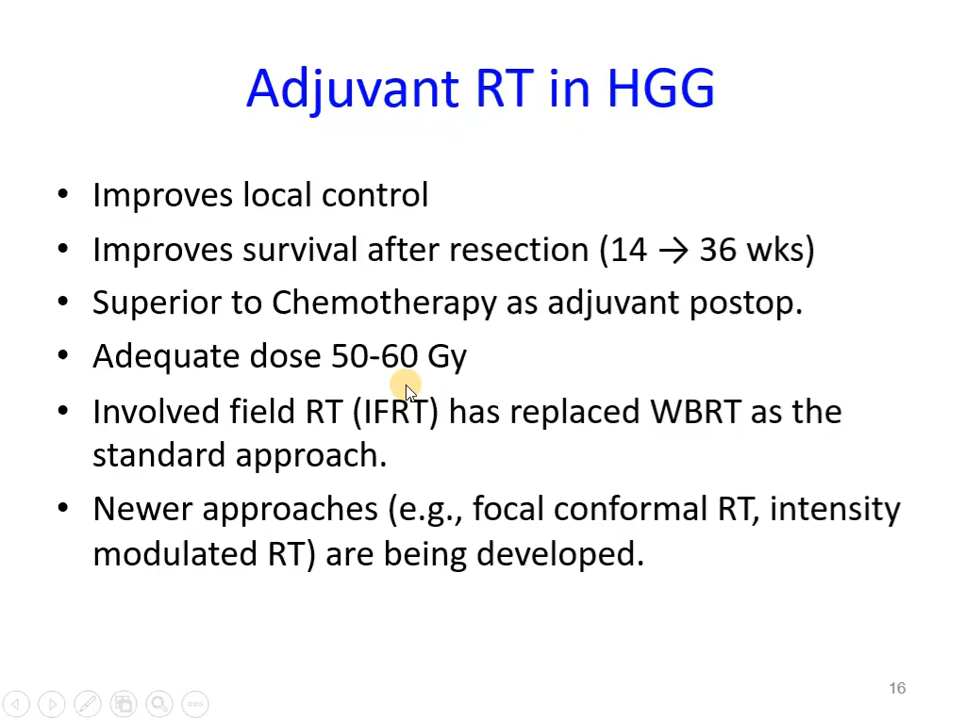 Adjuvant RT in HGG
• Improves local control
• Improves survival after resection (14 → 36 wks)
• Superior to Chemotherapy as adjuvant postop.
• Adequate dose 50-60 Gy
• Involved field RT (IFRT) has replaced WBRT as the
standard approach.
• Newer approaches (e.g., focal conformal RT, intensity
modulated RT) are being developed.
16